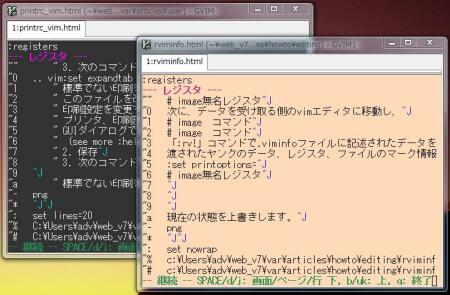 printrc_vim.html (~¥web_...var¥articles¥user) - GVIM
1:printrc_vim.html
:registers
--- レジスタ ---
"" " 3. 次のコマンド
"0 .. vim:set expandtab
"1 " 標準でない印刷
"2 " このファイルを
"3 " 印刷設定を変更
"4 " プリンタ、印刷
"5 " GUIダイアログで
"6 (see more :help
"7 " 2. 保存^J
"8 " 3. 次のコマンド
"9 ^J
"a " 標準でない印刷
"- png
"* ^J^J
": set lines=20
"% C:¥Users¥adv¥web_v7¥va
"# C:¥Users¥adv¥web_v7¥va
-- 継続 -- SPACE/d/j: 画面
rviminfo.html (~¥web_v7...es¥howto¥editing) - GVIM1
1:rviminfo.html
:registers
--- レジスタ ---
"" # image無名レジスタ^J
"0 次に、データを受け取る側のvimエディタに移動し、^J
"1 # image コマンド^J
"2 # image コマンド^J
"3 「:rv!」コマンドで.viminfoファイルに記述されたデータを
"4 渡されたヤンクのデータ、レジスタ、ファイルのマーク情報
"5 :set printoptions=^J
"6 # image無名レジスタ^J
"7 ^J
"8 ^J
"9 ^J
"a 現在の状態を上書きします。^J
"- png
"* ^J^J
": set nowrap
"% c:¥Users¥adv¥web_v7¥var¥articles¥howto¥editing¥rviminf
"# c:¥Users¥adv¥web_v7¥var¥articles¥howto¥editing¥rviminf
-- 継続 -- SPACE/d/j: 画面/ページ/行 下, b/u/k: 上, q: 終了